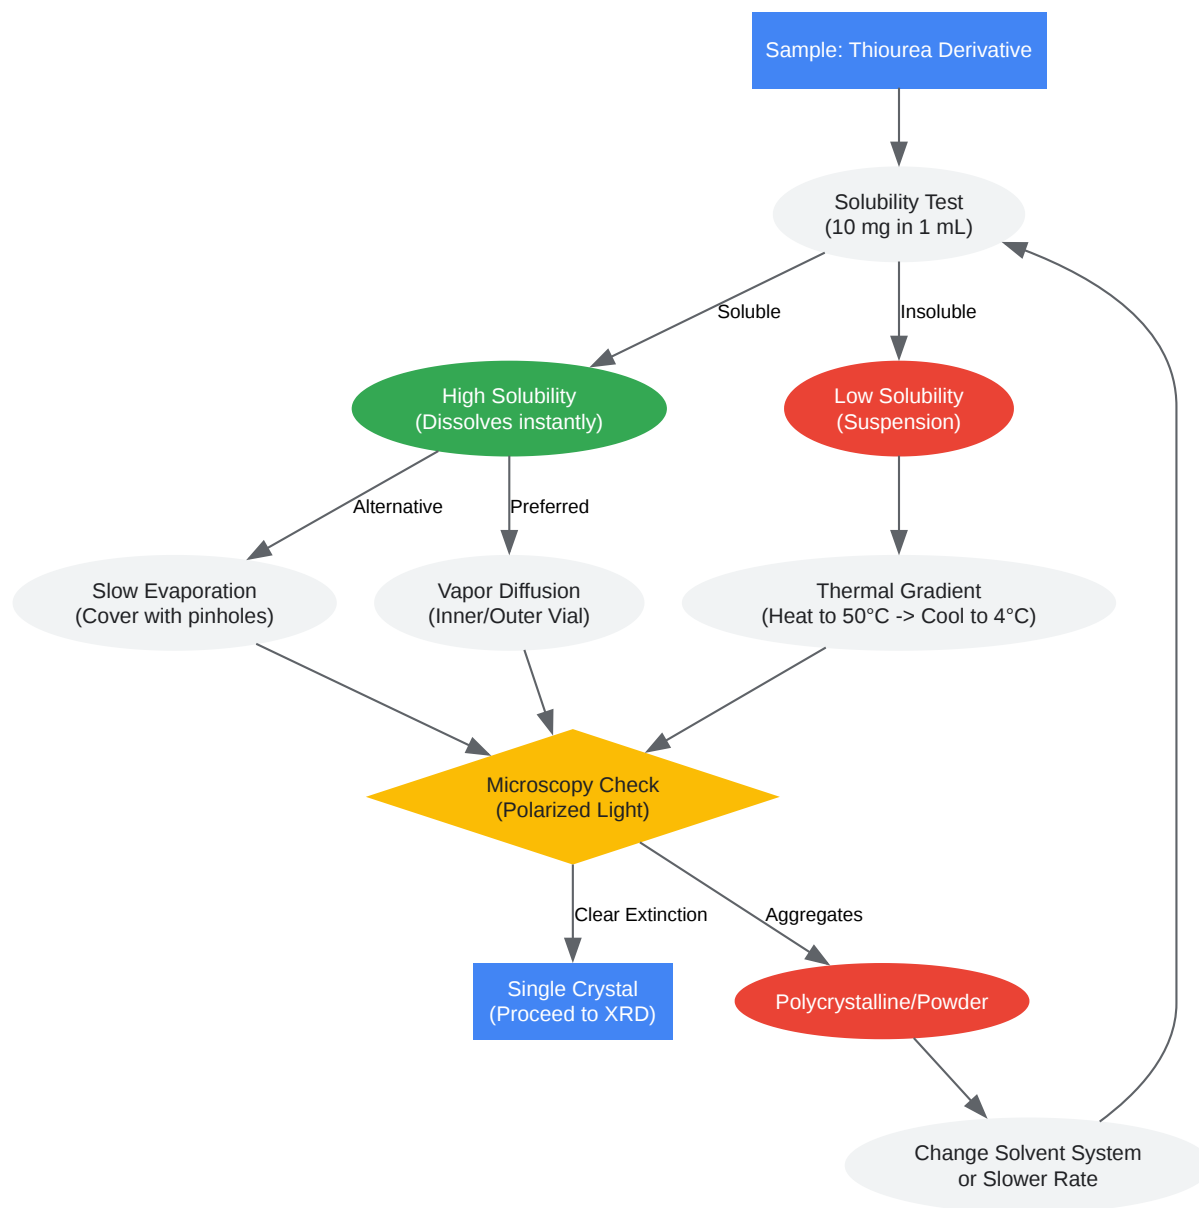 Sample: Thiourea Derivative
Solubility Test
(10 mg in 1 mL)
Soluble
Insoluble
High Solubility
(Dissolves instantly)
Low Solubility
(Suspension)
Alternative
Preferred
Slow Evaporation
(Cover with pinholes)
Vapor Diffusion
(Inner/Outer Vial)
Thermal Gradient
(Heat to 50°C -> Cool to 4°C)
Microscopy Check
(Polarized Light)
Clear Extinction
Aggregates
Single Crystal
(Proceed to XRD)
Polycrystalline/Powder
Change Solvent System
or Slower Rate